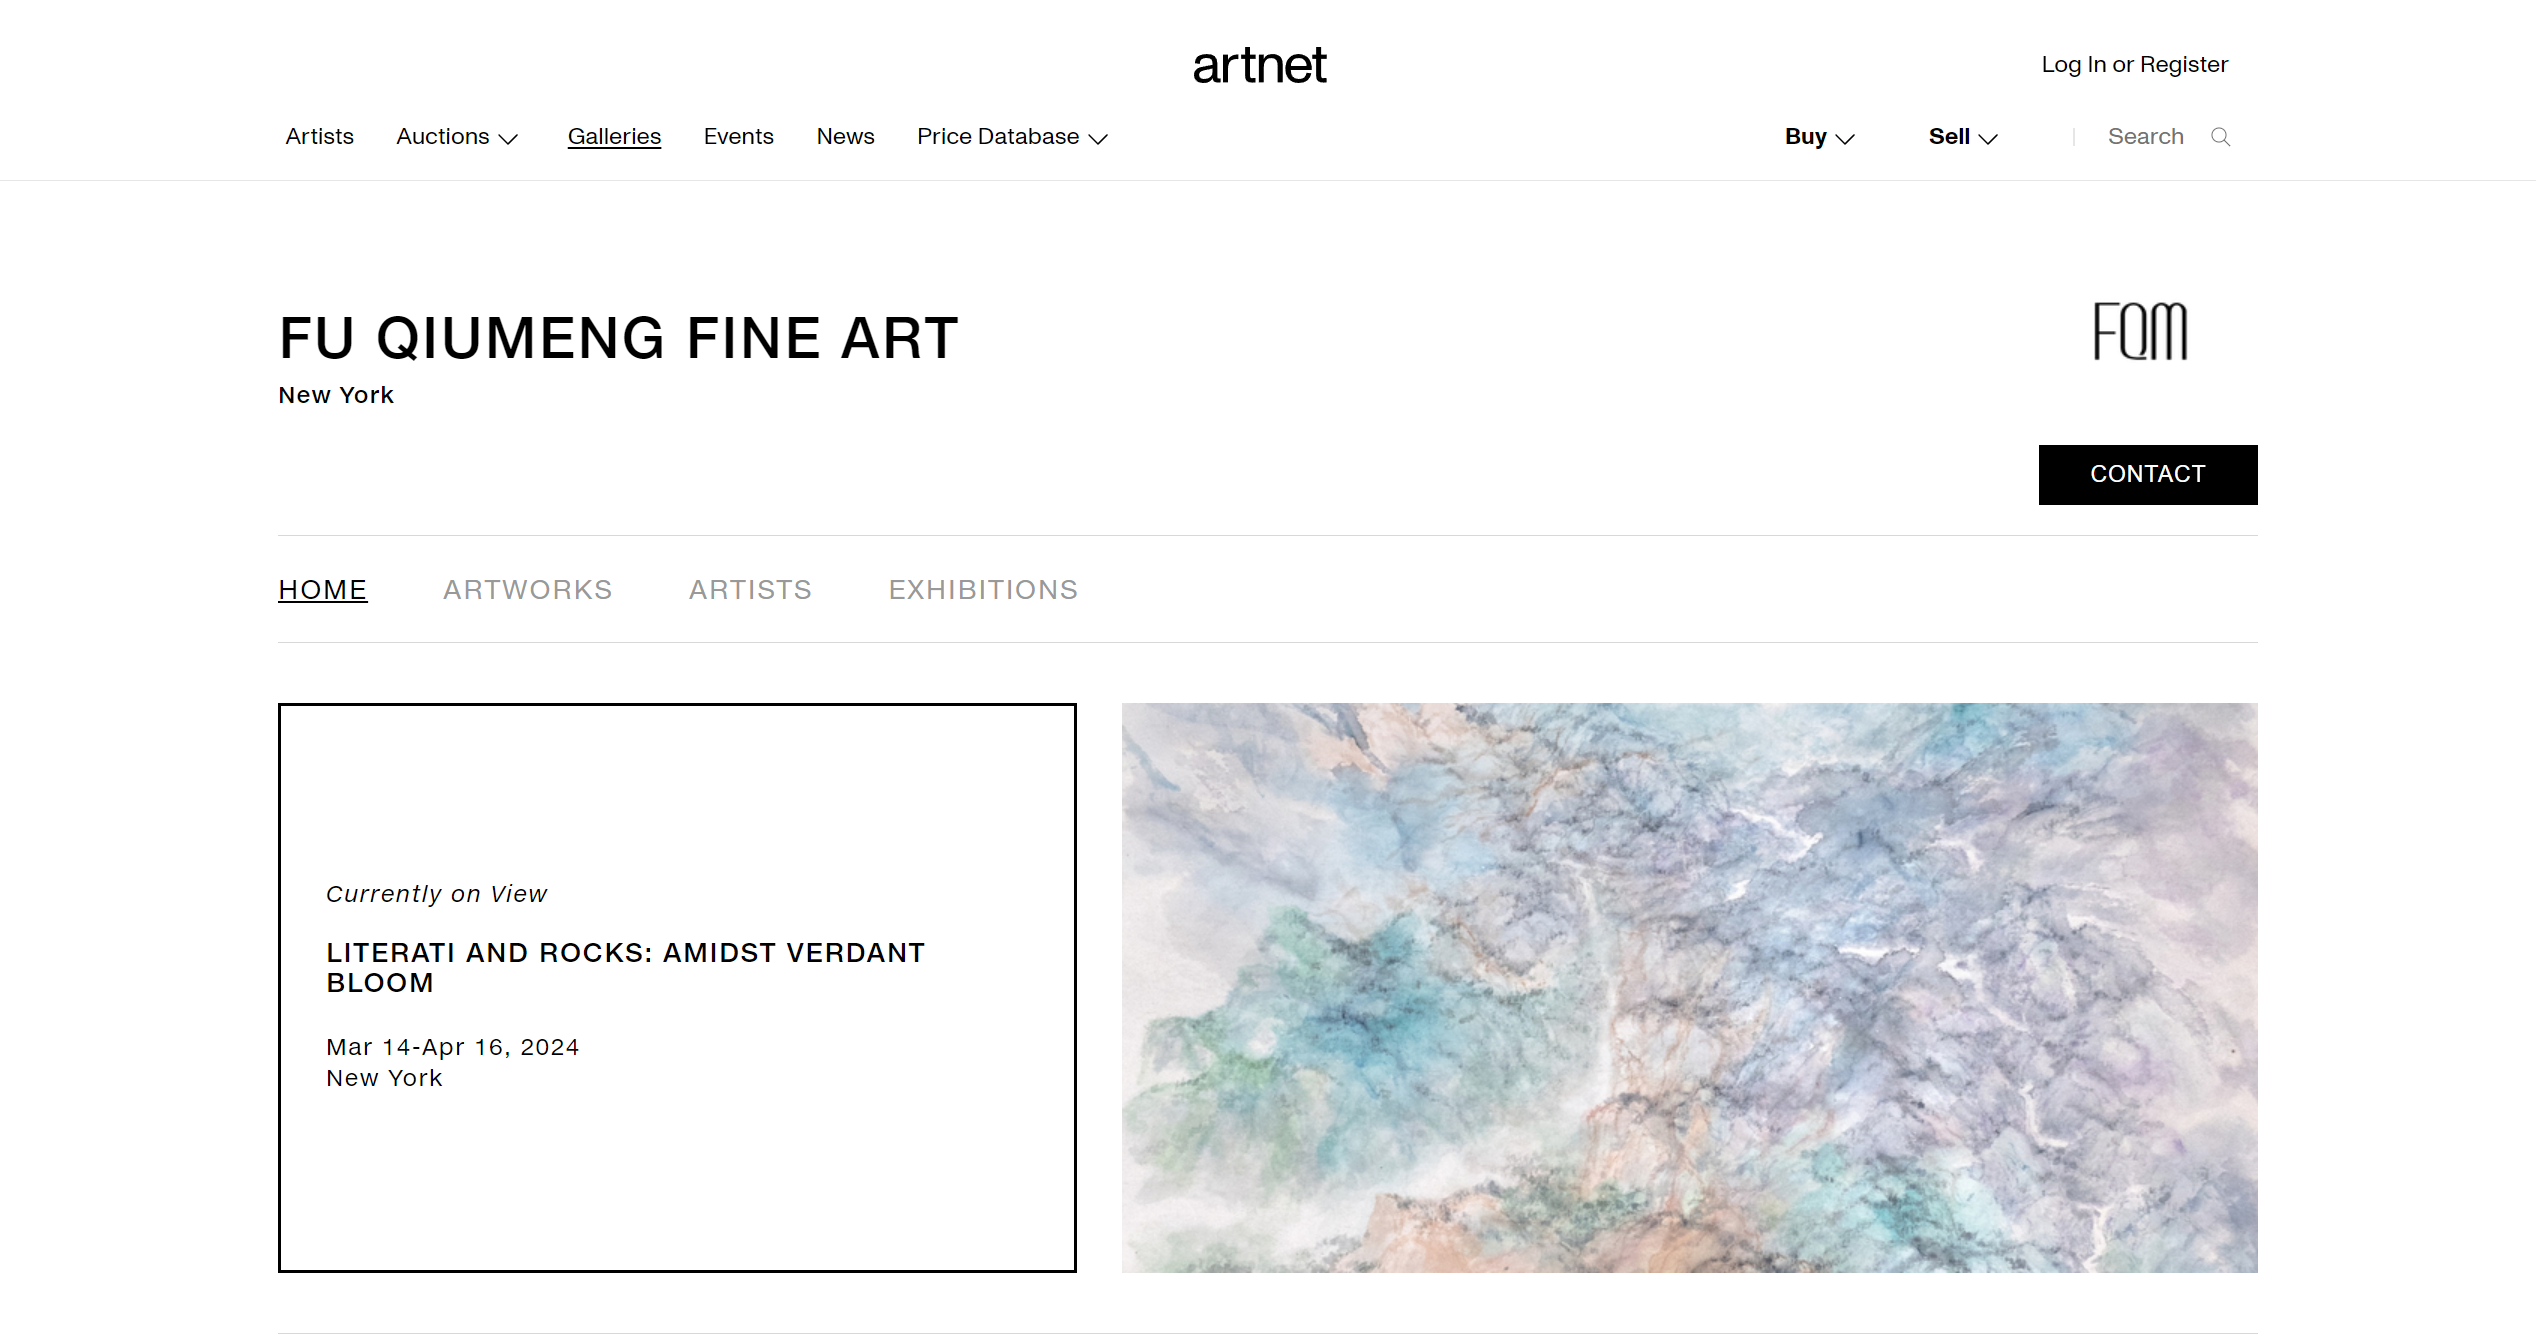 artnet
Log In or Register
Artists Auctions Galleries Events News Price Database Buy Sell Search
FU QIUMENG FINE ART
FQM
New York
CONTACT
HOME ARTWORKS ARTISTS EXHIBITIONS
Currently on View
LITERATI AND ROCKS: AMIDST VERDANT
BLOOM
Mar 14-Apr 16, 2024
New York